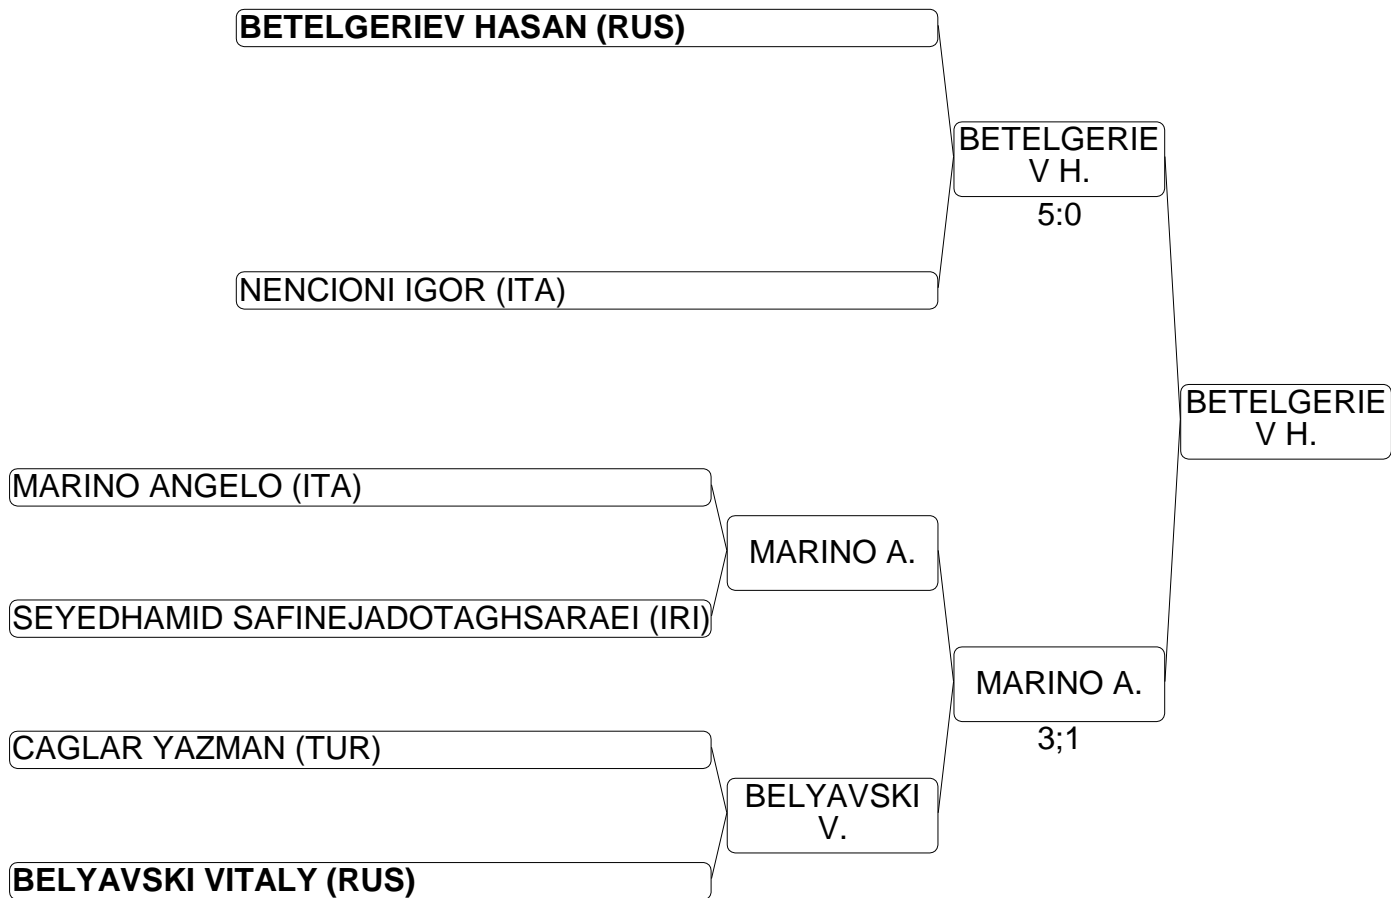 BETELGERIEV HASAN (RUS)
BETELGERIE
V H.
5:0
NENCIONI IGOR (ITA)
BETELGERIE
V H.
MARINO ANGELO (ITA)
MARINO A.
SEYEDHAMID SAFINEJADOTAGHSARAEI (IRI)
MARINO A.
3;1
CAGLAR YAZMAN (TUR)
BELYAVSKI
V.
BELYAVSKI VITALY (RUS)